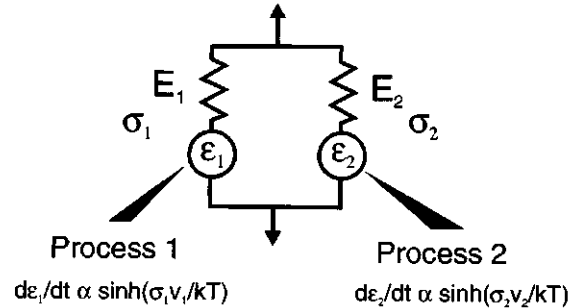 E₁ E₂
σ₁ σ₂
ε₁ ε₂
Process 1 Process 2
dε₁/dt α sinh(σ₁v₁/kT) dε₂/dt α sinh(σ₂v₂/kT)